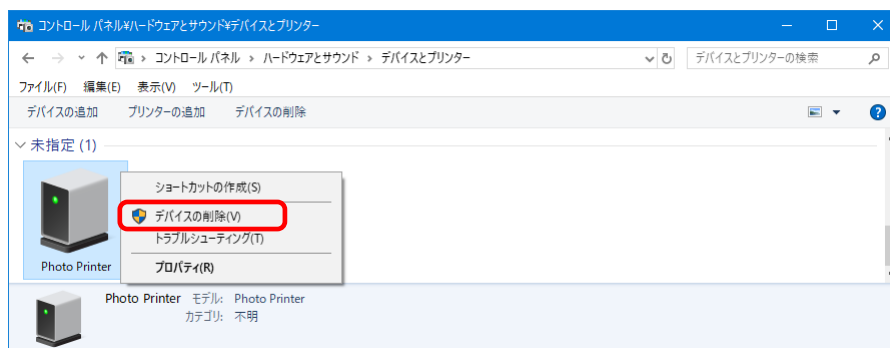 コントロール パネル¥ハードウェアとサウンド¥デバイスとプリンター
コントロール パネル › ハードウェアとサウンド › デバイスとプリンター
デバイスとプリンターの検索
ファイル(F) 編集(E) 表示(V) ツール(T)
デバイスの追加 プリンターの追加 デバイスの削除
未指定 (1)
ショートカットの作成(S)
デバイスの削除(V)
トラブルシューティング(T)
プロパティ(R)
Photo Printer
Photo Printer モデル: Photo Printer
カテゴリ: 不明